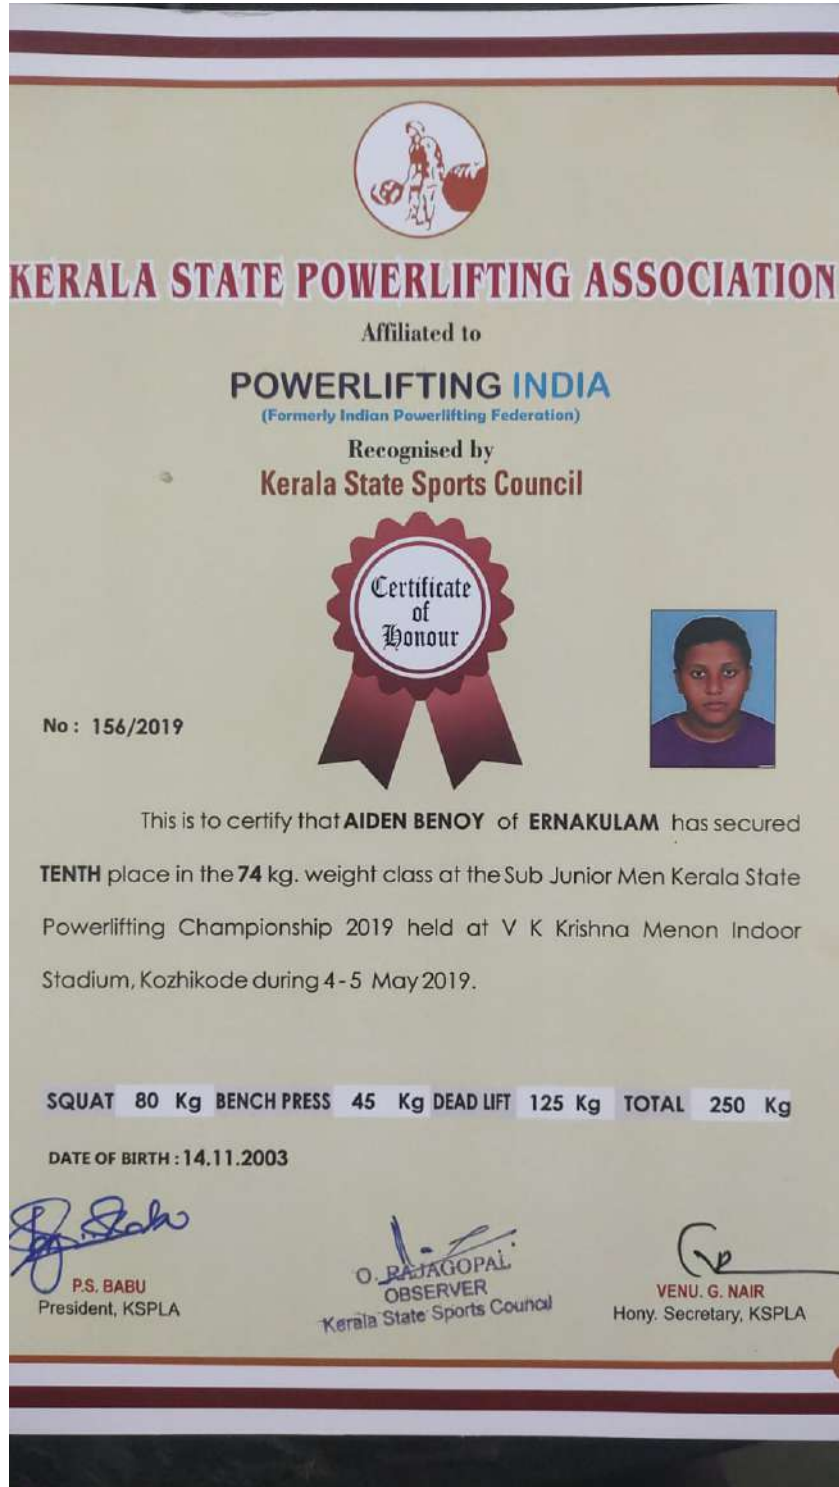 KERALA STATE POWERLIFTING ASSOCIATION
Affiliated to
POWERLIFTING INDIA
(Formerly Indian Powerlifting Federation)
Recognised by
Kerala State Sports Council
Certificate
of
Honour
No : 156/2019
This is to certify that AIDEN BENOY of ERNAKULAM has secured
TENTH place in the 74 kg. weight class at the Sub Junior Men Kerala State
Powerlifting Championship 2019 held at V K Krishna Menon Indoor
Stadium, Kozhikode during 4-5 May 2019.
SQUAT 80 Kg BENCH PRESS 45 Kg DEAD LIFT 125 Kg TOTAL 250 Kg
DATE OF BIRTH : 14.11.2003
P.S. BABU
President, KSPLA
O. RAJAGOPAL
OBSERVER
Kerala State Sports Council
VENU. G. NAIR
Hony. Secretary, KSPLA